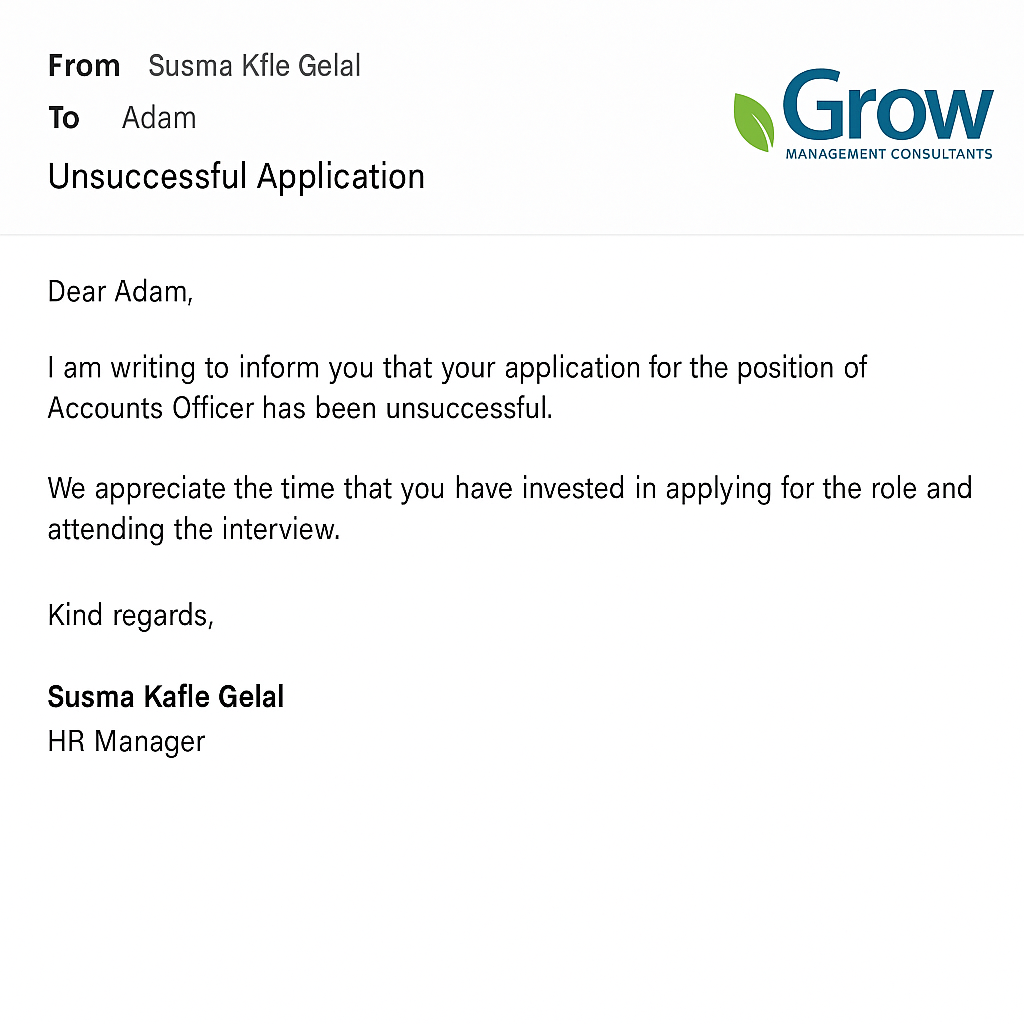 From Susma Kfle Gelal
To Adam
Unsuccessful Application
Grow
MANAGEMENT CONSULTANTS
Dear Adam,
I am writing to inform you that your application for the position of
Accounts Officer has been unsuccessful.
We appreciate the time that you have invested in applying for the role and
attending the interview.
Kind regards,
Susma Kafle Gelal
HR Manager